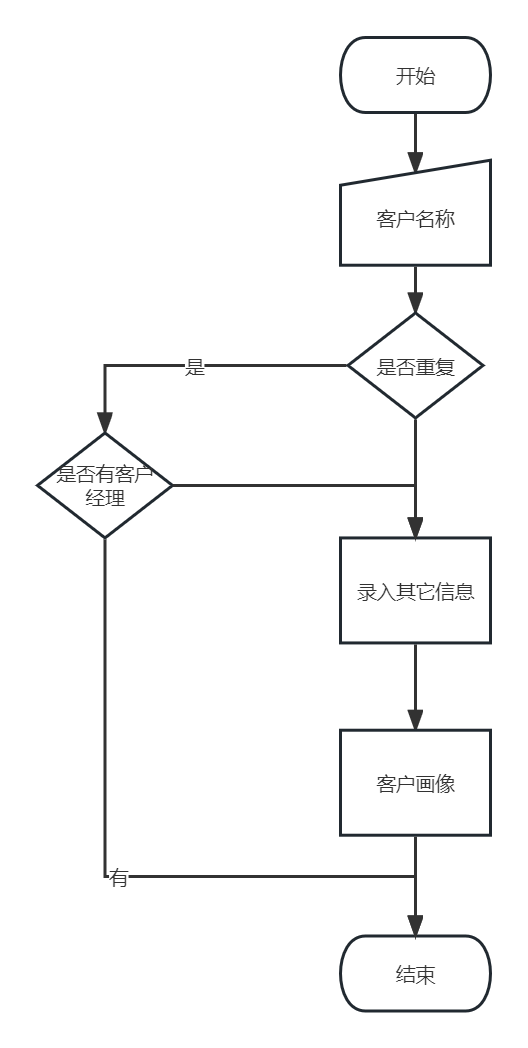 开始
客户名称
是否重复
是
是否有客户
经理
录入其它信息
客户画像
有
结束